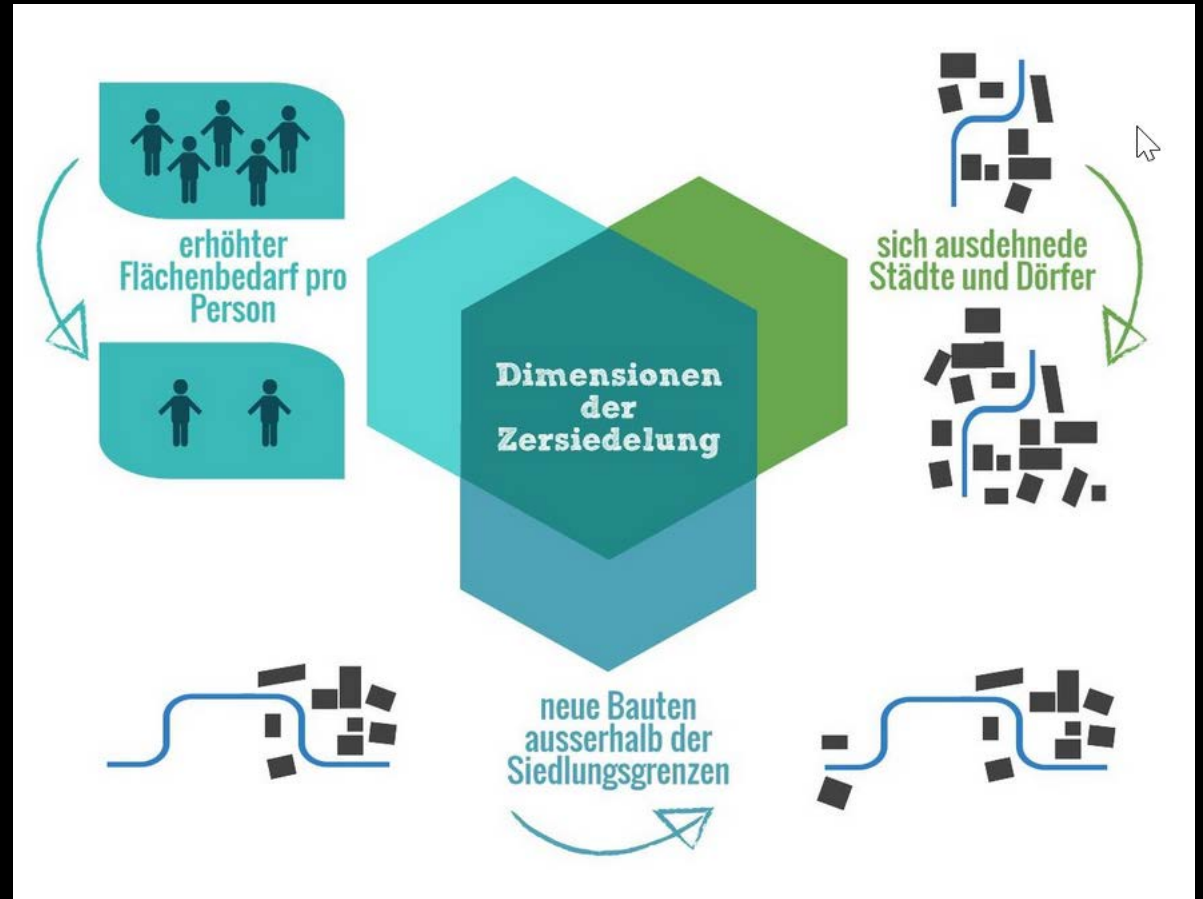 erhöhter
Flächenbedarf pro
Person
sich ausdehnede
Städte und Dörfer
Dimensionen
der
Zersiedelung
neue Bauten
ausserhalb der
Siedlungsgrenzen